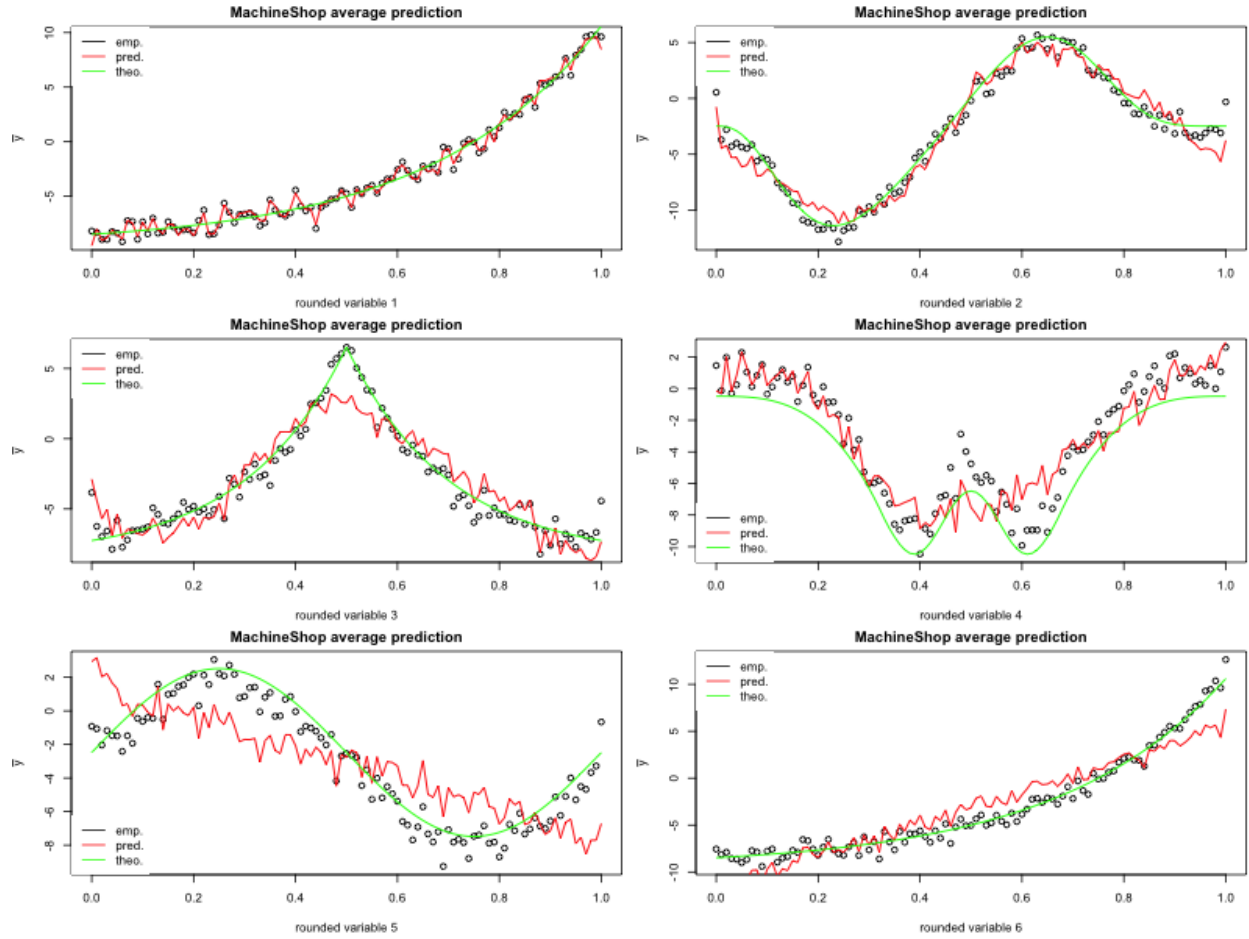 MachineShop average prediction
10
5
0
-5
y̅
emp.
pred.
theo.
0.0 0.2 0.4 0.6 0.8 1.0
rounded variable 1
MachineShop average prediction
5
0
-5
-10
y̅
emp.
pred.
theo.
0.0 0.2 0.4 0.6 0.8 1.0
rounded variable 2
MachineShop average prediction
5
0
-5
y̅
emp.
pred.
theo.
0.0 0.2 0.4 0.6 0.8 1.0
rounded variable 3
MachineShop average prediction
2
0
-2
-4
-6
-8
-10
y̅
emp.
pred.
theo.
0.0 0.2 0.4 0.6 0.8 1.0
rounded variable 4
MachineShop average prediction
2
0
-2
-4
-6
-8
y̅
emp.
pred.
theo.
0.0 0.2 0.4 0.6 0.8 1.0
rounded variable 5
MachineShop average prediction
10
5
0
-5
-10
y̅
emp.
pred.
theo.
0.0 0.2 0.4 0.6 0.8 1.0
rounded variable 6